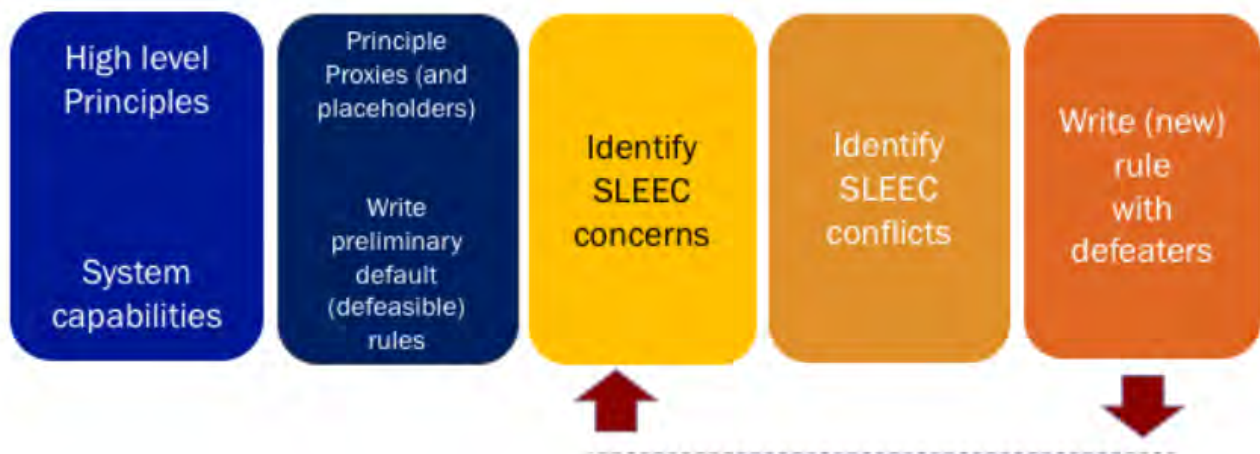 High level
Principles
System
capabilities
Principle
Proxies (and
placeholders)
Write
preliminary
default
(defeasible)
rules
Identify
SLEEC
concerns
Identify
SLEEC
conflicts
Write (new)
rule
with
defeaters